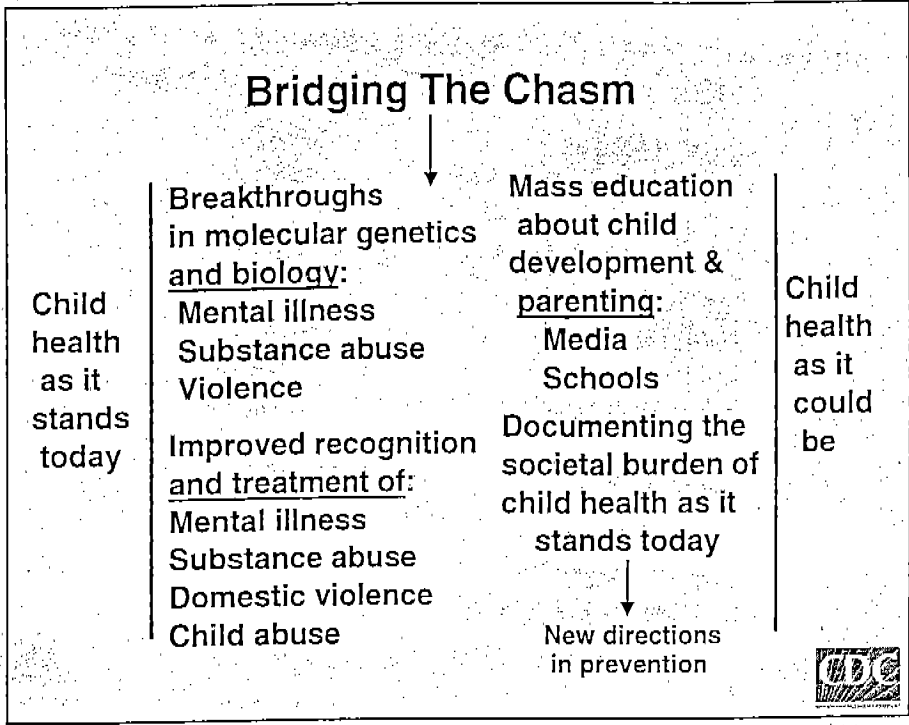 Bridging The Chasm
Child
health
as it
stands
today
Breakthroughs
in molecular genetics
and biology:
Mental illness
Substance abuse
Violence
Improved recognition
and treatment of:
Mental illness
Substance abuse
Domestic violence
Child abuse
Mass education
about child
development &
parenting:
Media
Schools
Documenting the
societal burden of
child health as it
stands today
New directions
in prevention
Child
health
as it
could
be
CDC